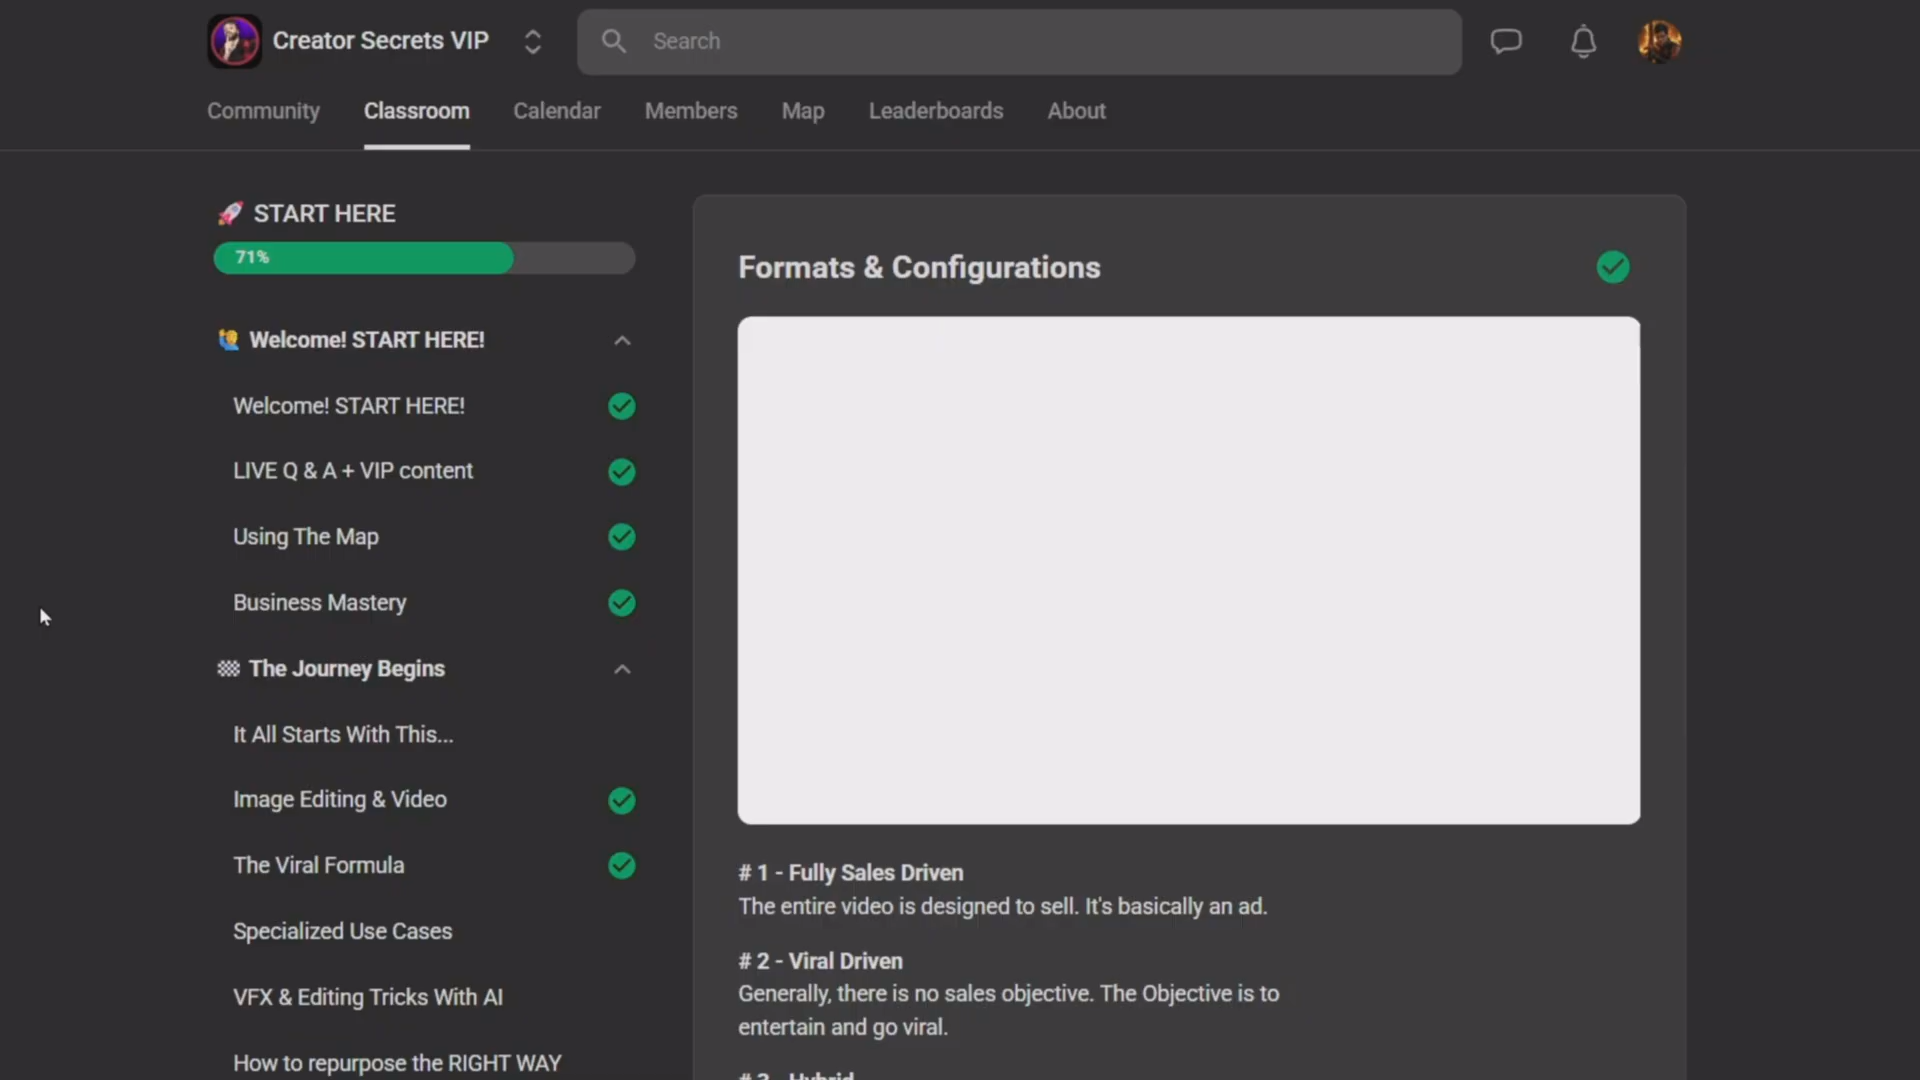 Creator Secrets VIP
Search
Community Classroom Calendar Members Map Leaderboards About
START HERE
71%
Welcome! START HERE!
Welcome! START HERE!
LIVE Q & A + VIP content
Using The Map
Business Mastery
The Journey Begins
It All Starts With This...
Image Editing & Video
The Viral Formula
Specialized Use Cases
VFX & Editing Tricks With AI
How to repurpose the RIGHT WAY
Formats & Configurations
# 1 - Fully Sales Driven
The entire video is designed to sell. It's basically an ad.
# 2 - Viral Driven
Generally, there is no sales objective. The Objective is to
entertain and go viral.
# 3 - Hybrid